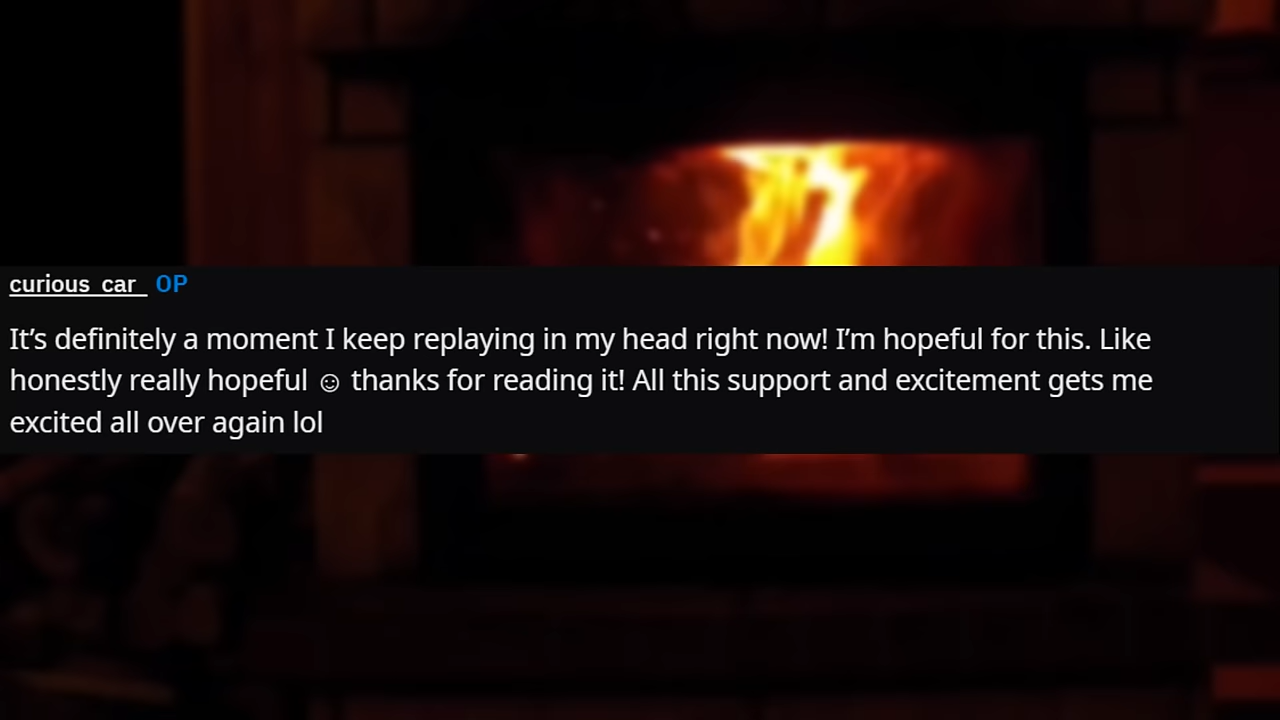 curious_car_ OP
It’s definitely a moment I keep replaying in my head right now! I’m hopeful for this. Like
honestly really hopeful ☺ thanks for reading it! All this support and excitement gets me
excited all over again lol